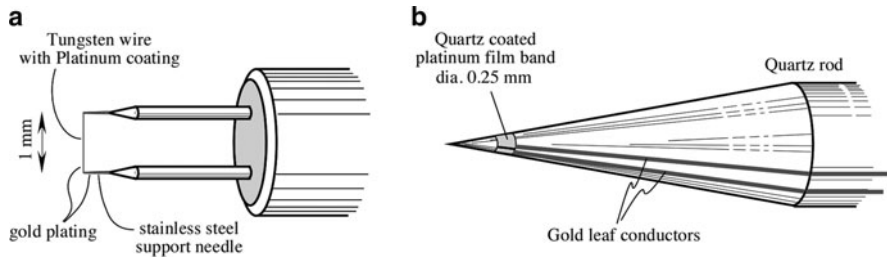 a
Tungsten wire
with Platinum coating
1 mm
gold plating
stainless steel
support needle
b
Quartz coated
platinum film band
dia. 0.25 mm
Quartz rod
Gold leaf conductors